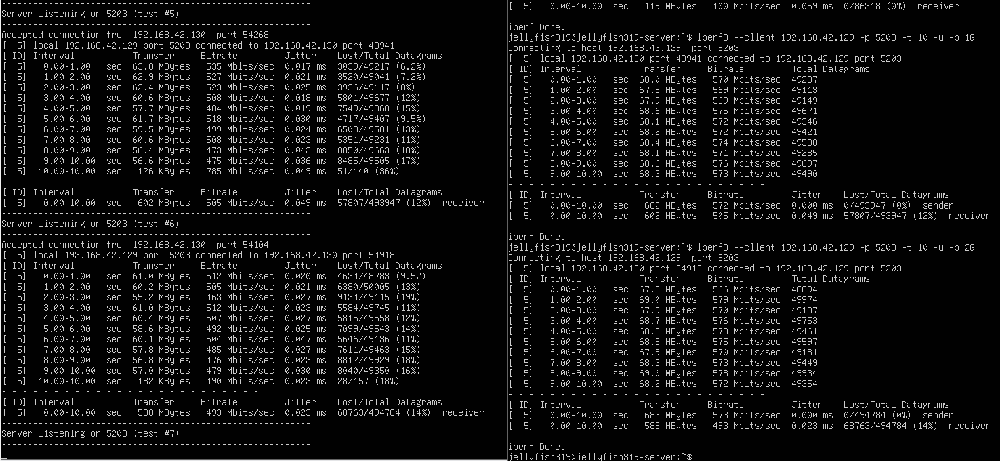 -----------------------------------------------------------
Server listening on 5203 (test #5)
-----------------------------------------------------------
Accepted connection from 192.168.42.130, port 54268
[  5] local 192.168.42.129 port 5203 connected to 192.168.42.130 port 48941
[ ID] Interval           Transfer     Bitrate         Jitter    Lost/Total Datagrams
[  5]   0.00-1.00   sec  63.8 MBytes   535 Mbits/sec  0.017 ms  3039/49217 (6.2%)
[  5]   1.00-2.00   sec  62.9 MBytes   527 Mbits/sec  0.021 ms  3520/49041 (7.2%)
[  5]   2.00-3.00   sec  62.4 MBytes   523 Mbits/sec  0.025 ms  3936/49117 (8%)
[  5]   3.00-4.00   sec  60.6 MBytes   508 Mbits/sec  0.018 ms  5801/49677 (12%)
[  5]   4.00-5.00   sec  57.7 MBytes   484 Mbits/sec  0.019 ms  7549/49368 (15%)
[  5]   5.00-6.00   sec  61.7 MBytes   518 Mbits/sec  0.030 ms  4717/49407 (9.5%)
[  5]   6.00-7.00   sec  59.5 MBytes   499 Mbits/sec  0.024 ms  6508/49581 (13%)
[  5]   7.00-8.00   sec  60.6 MBytes   508 Mbits/sec  0.023 ms  5351/49231 (11%)
[  5]   8.00-9.00   sec  56.4 MBytes   473 Mbits/sec  0.043 ms  8850/49663 (18%)
[  5]   9.00-10.00  sec  56.6 MBytes   475 Mbits/sec  0.036 ms  8485/49505 (17%)
[  5]  10.00-10.00  sec   126 KBytes   785 Mbits/sec  0.049 ms  51/140 (36%)
- - - - - - - - - - - - - - - - - - - - - - - - -
[ ID] Interval           Transfer     Bitrate         Jitter    Lost/Total Datagrams
[  5]   0.00-10.00  sec   602 MBytes   505 Mbits/sec  0.049 ms  57807/493947 (12%)  receiver
-----------------------------------------------------------
Server listening on 5203 (test #6)
-----------------------------------------------------------
Accepted connection from 192.168.42.130, port 54104
[  5] local 192.168.42.129 port 5203 connected to 192.168.42.130 port 54918
[ ID] Interval           Transfer     Bitrate         Jitter    Lost/Total Datagrams
[  5]   0.00-1.00   sec  61.0 MBytes   512 Mbits/sec  0.020 ms  4624/48783 (9.5%)
[  5]   1.00-2.00   sec  60.2 MBytes   505 Mbits/sec  0.021 ms  6380/50005 (13%)
[  5]   2.00-3.00   sec  55.2 MBytes   463 Mbits/sec  0.027 ms  9124/49115 (19%)
[  5]   3.00-4.00   sec  61.0 MBytes   512 Mbits/sec  0.023 ms  5584/49745 (11%)
[  5]   4.00-5.00   sec  60.4 MBytes   507 Mbits/sec  0.027 ms  5815/49558 (12%)
[  5]   5.00-6.00   sec  58.6 MBytes   492 Mbits/sec  0.025 ms  7099/49543 (14%)
[  5]   6.00-7.00   sec  60.1 MBytes   504 Mbits/sec  0.047 ms  5646/49136 (11%)
[  5]   7.00-8.00   sec  57.8 MBytes   485 Mbits/sec  0.027 ms  7611/49463 (15%)
[  5]   8.00-9.00   sec  56.8 MBytes   476 Mbits/sec  0.022 ms  8812/49929 (18%)
[  5]   9.00-10.00  sec  57.0 MBytes   479 Mbits/sec  0.030 ms  8040/49350 (16%)
[  5]  10.00-10.00  sec   182 KBytes   490 Mbits/sec  0.023 ms  28/157 (18%)
- - - - - - - - - - - - - - - - - - - - - - - - -
[ ID] Interval           Transfer     Bitrate         Jitter    Lost/Total Datagrams
[  5]   0.00-10.00  sec   588 MBytes   493 Mbits/sec  0.023 ms  68763/494784 (14%)  receiver
-----------------------------------------------------------
Server listening on 5203 (test #7)
-----------------------------------------------------------
[  5]   0.00-10.00  sec   119 MBytes   100 Mbits/sec  0.059 ms  0/86318 (0%)  receiver
iperf Done.
jellyfish319@jellyfish319-server:~$ iperf3 --client 192.168.42.129 -p 5203 -t 10 -u -b 1G
Connecting to host 192.168.42.129, port 5203
[  5] local 192.168.42.130 port 48941 connected to 192.168.42.129 port 5203
[ ID] Interval           Transfer     Bitrate         Total Datagrams
[  5]   0.00-1.00   sec  68.0 MBytes   570 Mbits/sec  49237
[  5]   1.00-2.00   sec  67.8 MBytes   569 Mbits/sec  49113
[  5]   2.00-3.00   sec  67.9 MBytes   569 Mbits/sec  49149
[  5]   3.00-4.00   sec  68.6 MBytes   575 Mbits/sec  49671
[  5]   4.00-5.00   sec  68.1 MBytes   572 Mbits/sec  49346
[  5]   5.00-6.00   sec  68.2 MBytes   572 Mbits/sec  49421
[  5]   6.00-7.00   sec  68.4 MBytes   574 Mbits/sec  49538
[  5]   7.00-8.00   sec  68.1 MBytes   571 Mbits/sec  49285
[  5]   8.00-9.00   sec  68.6 MBytes   576 Mbits/sec  49697
[  5]   9.00-10.00  sec  68.3 MBytes   573 Mbits/sec  49490
- - - - - - - - - - - - - - - - - - - - - - - - -
[ ID] Interval           Transfer     Bitrate         Jitter    Lost/Total Datagrams
[  5]   0.00-10.00  sec   682 MBytes   572 Mbits/sec  0.000 ms  0/493947 (0%)  sender
[  5]   0.00-10.00  sec   602 MBytes   505 Mbits/sec  0.049 ms  57807/493947 (12%)  receiver
iperf Done.
jellyfish319@jellyfish319-server:~$ iperf3 --client 192.168.42.129 -p 5203 -t 10 -u -b 2G
Connecting to host 192.168.42.129, port 5203
[  5] local 192.168.42.130 port 54918 connected to 192.168.42.129 port 5203
[ ID] Interval           Transfer     Bitrate         Total Datagrams
[  5]   0.00-1.00   sec  67.5 MBytes   566 Mbits/sec  48894
[  5]   1.00-2.00   sec  69.0 MBytes   579 Mbits/sec  49974
[  5]   2.00-3.00   sec  67.9 MBytes   570 Mbits/sec  49187
[  5]   3.00-4.00   sec  68.7 MBytes   576 Mbits/sec  49753
[  5]   4.00-5.00   sec  68.3 MBytes   573 Mbits/sec  49461
[  5]   5.00-6.00   sec  68.5 MBytes   575 Mbits/sec  49597
[  5]   6.00-7.00   sec  67.9 MBytes   570 Mbits/sec  49181
[  5]   7.00-8.00   sec  68.3 MBytes   573 Mbits/sec  49449
[  5]   8.00-9.00   sec  69.0 MBytes   578 Mbits/sec  49934
[  5]   9.00-10.00  sec  68.2 MBytes   572 Mbits/sec  49354
- - - - - - - - - - - - - - - - - - - - - - - - -
[ ID] Interval           Transfer     Bitrate         Jitter    Lost/Total Datagrams
[  5]   0.00-10.00  sec   683 MBytes   573 Mbits/sec  0.000 ms  0/494784 (0%)  sender
[  5]   0.00-10.00  sec   588 MBytes   493 Mbits/sec  0.023 ms  68763/494784 (14%)  receiver
iperf Done.
jellyfish319@jellyfish319-server:~$